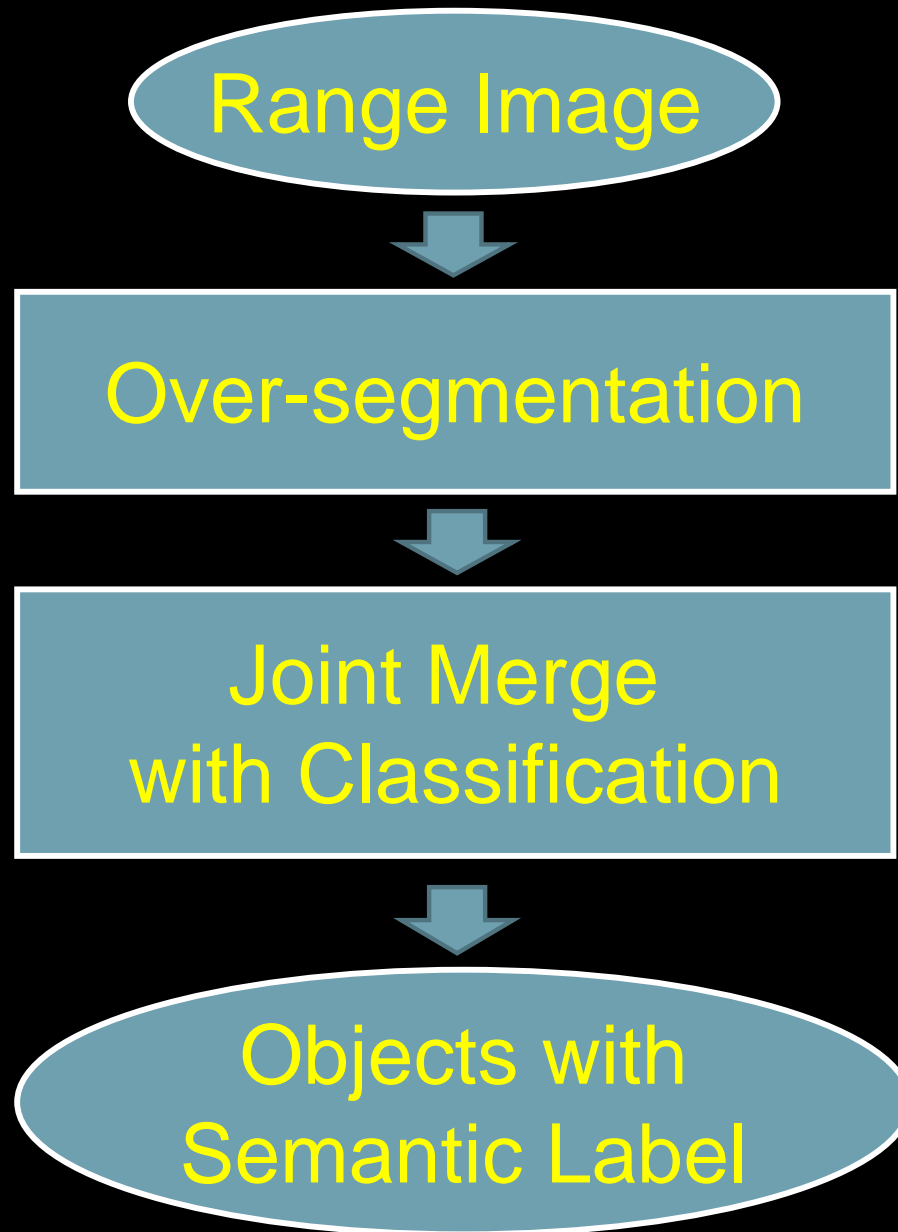 Range Image
Over-segmentation
Joint Merge
with Classification
Objects with
Semantic Label